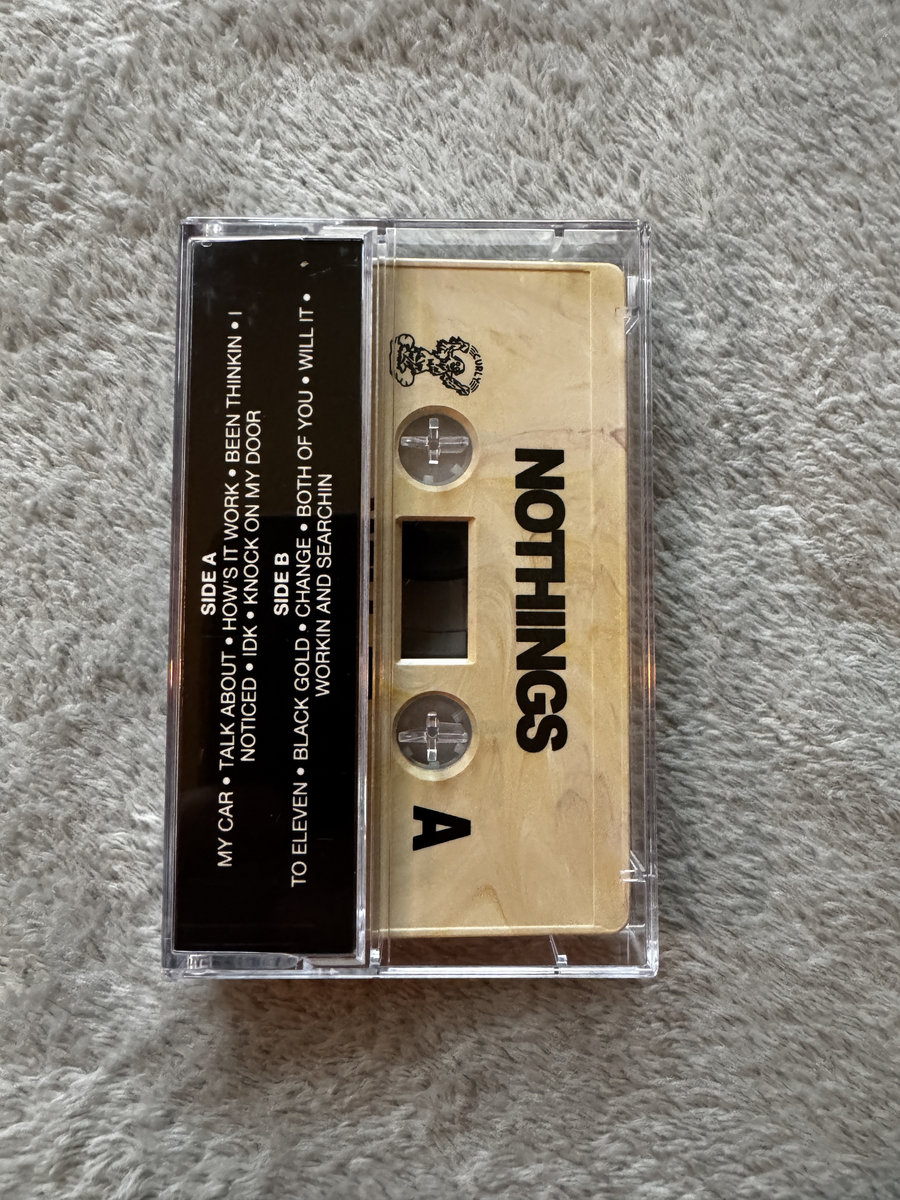 SIDE A
MY CAR • TALK ABOUT • HOW'S IT WORK • BEEN THINKIN • I
NOTICED • IDK • KNOCK ON MY DOOR
SIDE B
TO ELEVEN • BLACK GOLD • CHANGE • BOTH OF YOU • WILL IT •
WORKIN AND SEARCHIN
CURLY
NOTHINGS
A